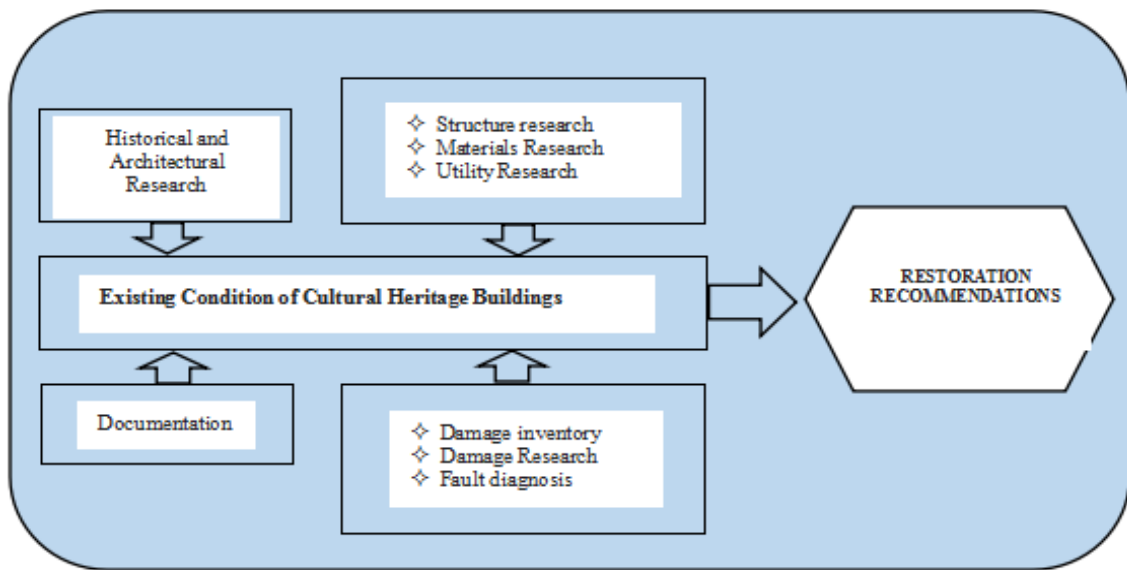 Historical and
Architectural
Research
✧ Structure research
✧ Materials Research
✧ Utility Research
Existing Condition of Cultural Heritage Buildings
RESTORATION
RECOMMENDATIONS
Documentation
✧ Damage inventory
✧ Damage Research
✧ Fault diagnosis